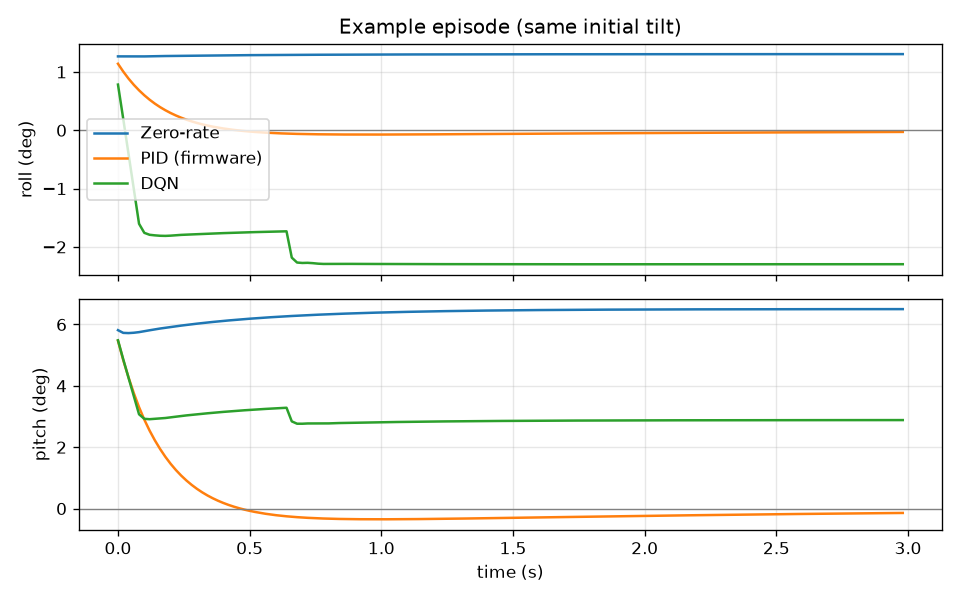 Example episode (same initial tilt)
roll (deg)
1
0
−1
−2
Zero-rate
PID (firmware)
DQN
pitch (deg)
6
4
2
0
0.0 0.5 1.0 1.5 2.0 2.5 3.0
time (s)